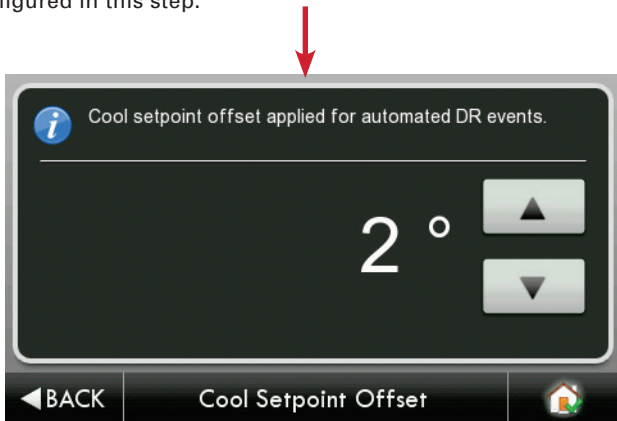 figured in this step.
Cool setpoint offset applied for automated DR events.
2 °
BACK
Cool Setpoint Offset